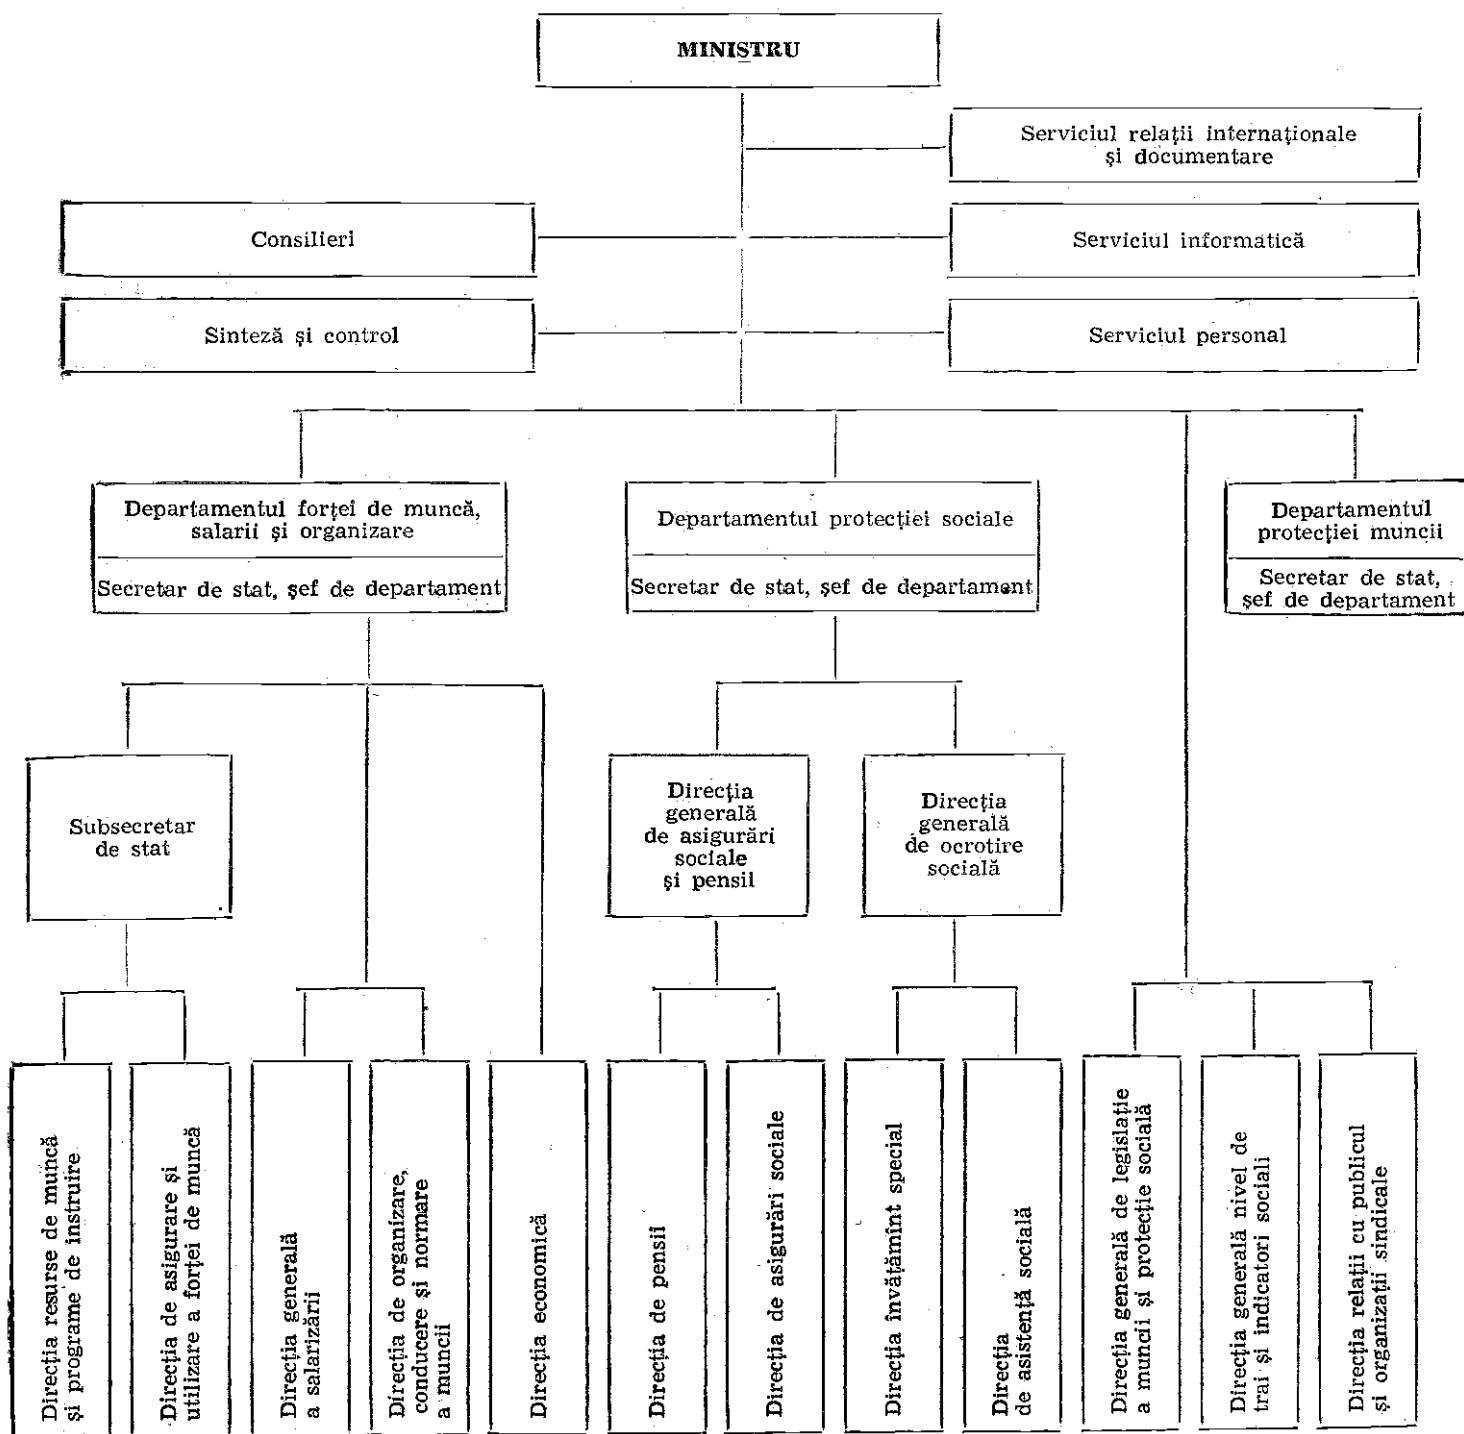 MINISTRU
Serviciul relații internaționale
și documentare
Consilieri
Serviciul informatică
Sinteză și control
Serviciul personal
Departamentul forței de muncă,
salarii și organizare
Secretar de stat, șef de departament
Departamentul protecției sociale
Secretar de stat, șef de departament
Departamentul
protecției muncii
Secretar de stat,
șef de departament
Subsecretar
de stat
Direcția
generală
de asigurări
sociale
și pensil
Direcția
generală
de ocrotire
socială
Direcția resurse de muncă
și programe de instruire
Direcția de asigurare și
utilizare a forței de muncă
Direcția generală
a salarizării
Direcția de organizare,
conducere și normare
a muncii
Direcția economică
Direcția de pensii
Direcția de asigurări sociale
Direcția învățămînt special
Direcția
de asistență socială
Direcția generală de legislație
a muncii și protecție socială
Direcția generală nivel de
trai și indicatori sociali
Direcția relații cu publicul
și organizații sindicale